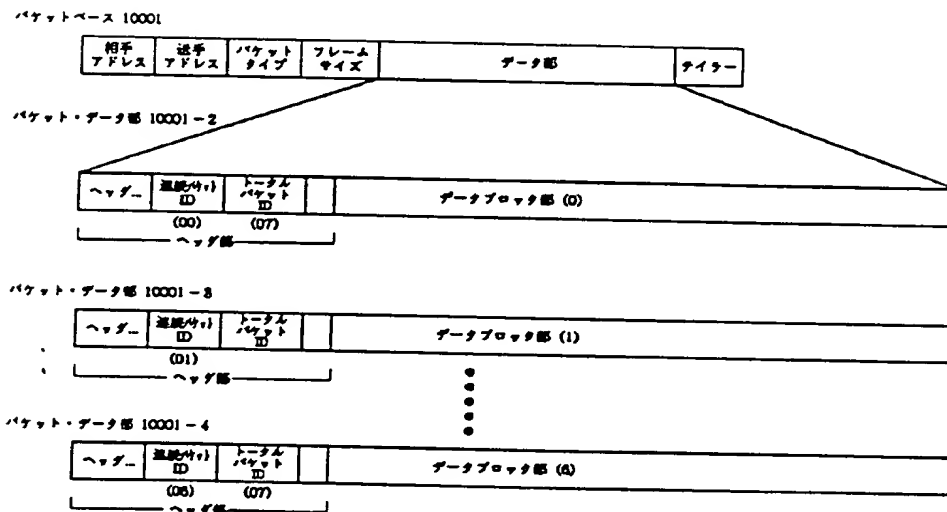 パケットベース 10001
相手
アドレス
送手
アドレス
パケット
タイプ
フレーム
サイズ
データ部
テイラー
パケット・データ部 10001-2
ヘッダ…
連続パケット
ID
トータル
パケット
ID
データブロック部 (0)
(00)
(07)
ヘッダ部
パケット・データ部 10001-3
ヘッダ…
連続パケット
ID
トータル
パケット
ID
データブロック部 (1)
(01)
ヘッダ部
パケット・データ部 10001-4
ヘッダ…
連続パケット
ID
トータル
パケット
ID
データブロック部 (6)
(06)
(07)
ヘッダ部